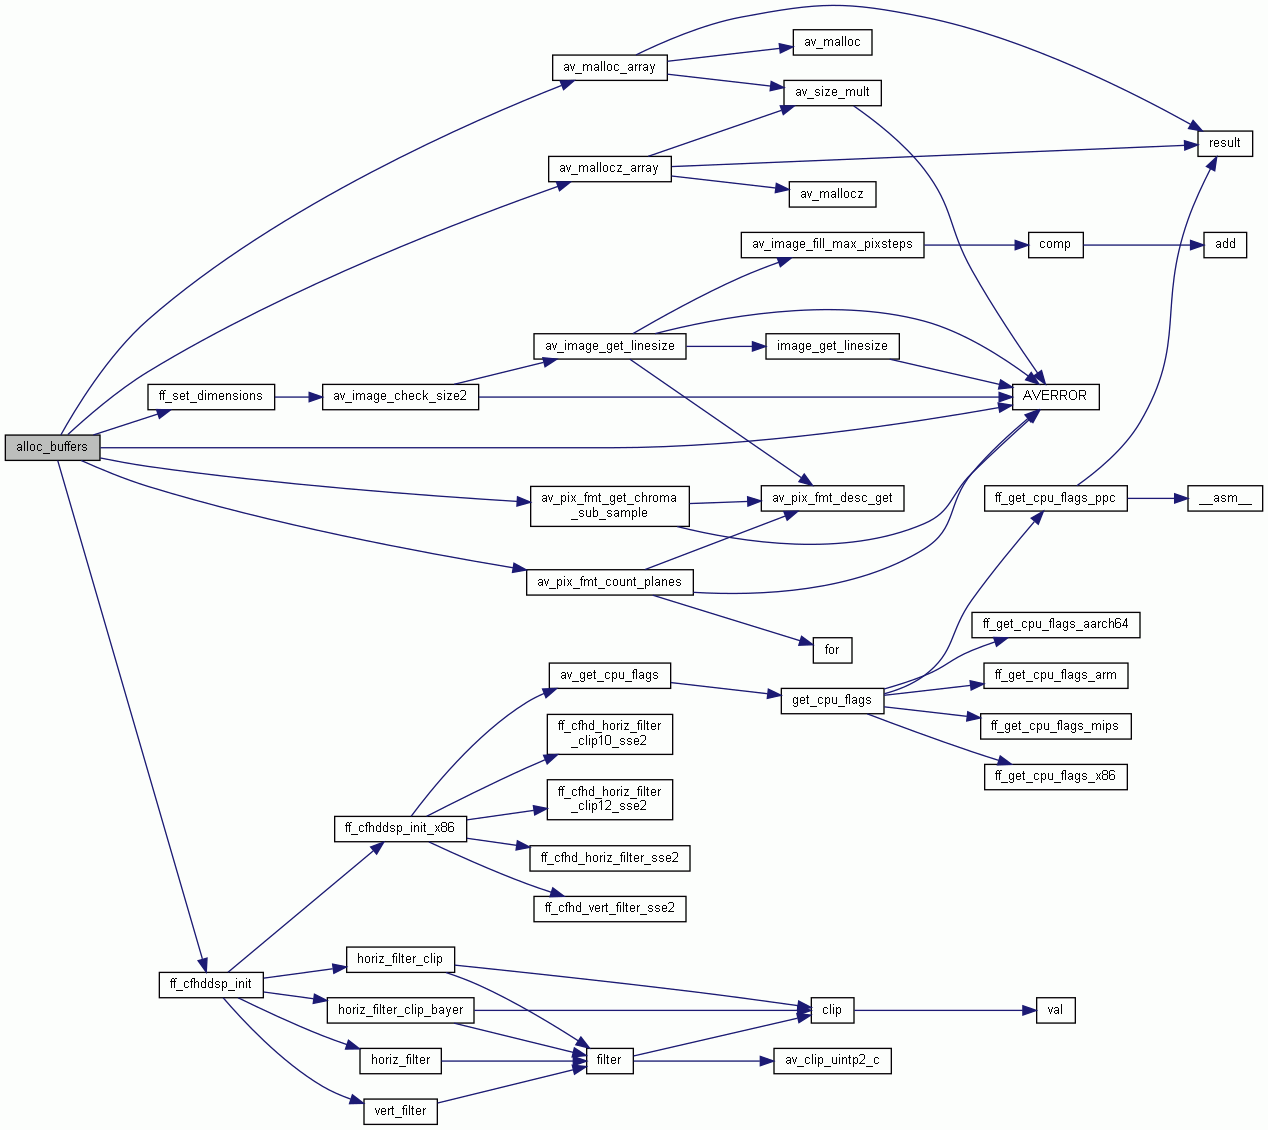 av_malloc
av_malloc_array
av_size_mult
result
av_mallocz_array
av_mallocz
av_image_fill_max_pixsteps
comp
add
av_image_get_linesize
image_get_linesize
ff_set_dimensions
av_image_check_size2
AVERROR
alloc_buffers
av_pix_fmt_get_chroma
_sub_sample
av_pix_fmt_desc_get
ff_get_cpu_flags_ppc
__asm__
av_pix_fmt_count_planes
ff_get_cpu_flags_aarch64
for
av_get_cpu_flags
ff_get_cpu_flags_arm
get_cpu_flags
ff_cfhd_horiz_filter
_clip10_sse2
ff_get_cpu_flags_mips
ff_get_cpu_flags_x86
ff_cfhd_horiz_filter
_clip12_sse2
ff_cfhddsp_init_x86
ff_cfhd_horiz_filter_sse2
ff_cfhd_vert_filter_sse2
horiz_filter_clip
ff_cfhddsp_init
horiz_filter_clip_bayer
clip
val
horiz_filter
filter
av_clip_uintp2_c
vert_filter